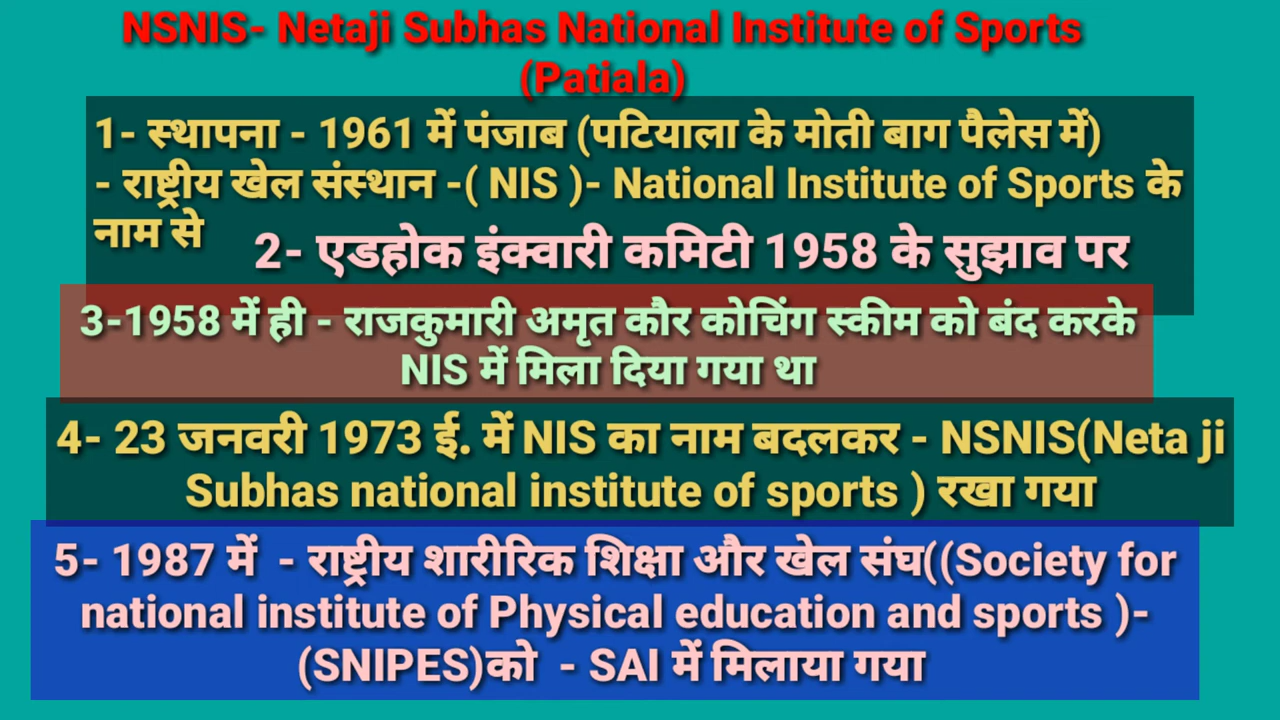 NSNIS- Netaji Subhas National Institute of Sports
(Patiala)
1- स्थापना - 1961 में पंजाब (पटियाला के मोती बाग पैलेस में)
- राष्ट्रीय खेल संस्थान -( NIS )- National Institute of Sports के
नाम से
2- एडहोक इंक्वारी कमिटी 1958 के सुझाव पर
3-1958 में ही - राजकुमारी अमृत कौर कोचिंग स्कीम को बंद करके
NIS में मिला दिया गया था
4- 23 जनवरी 1973 ई. में NIS का नाम बदलकर - NSNIS(Neta ji
Subhas national institute of sports ) रखा गया
5- 1987 में - राष्ट्रीय शारीरिक शिक्षा और खेल संघ((Society for
national institute of Physical education and sports )-
(SNIPES)को - SAI में मिलाया गया